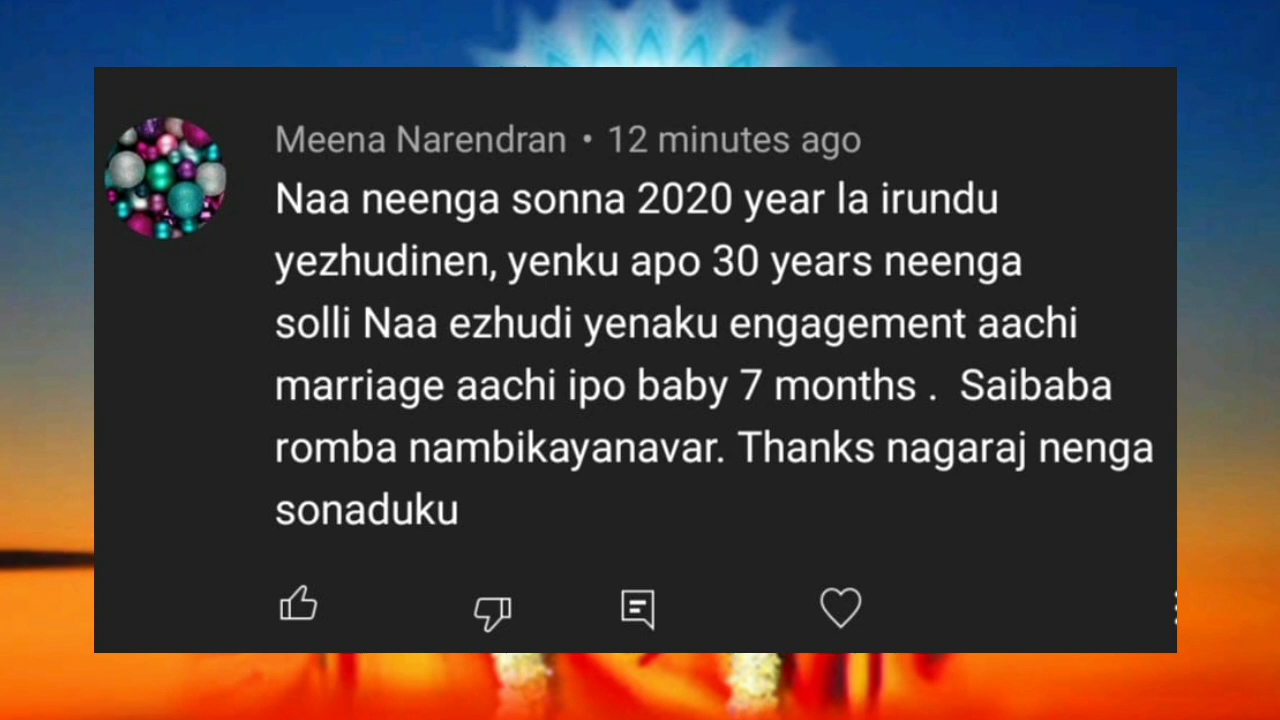 Meena Narendran • 12 minutes ago
Naa neenga sonna 2020 year la irundu
yezhudinen, yenku apo 30 years neenga
solli Naa ezhudi yenaku engagement aachi
marriage aachi ipo baby 7 months .  Saibaba
romba nambikayanavar. Thanks nagaraj nenga
sonaduku